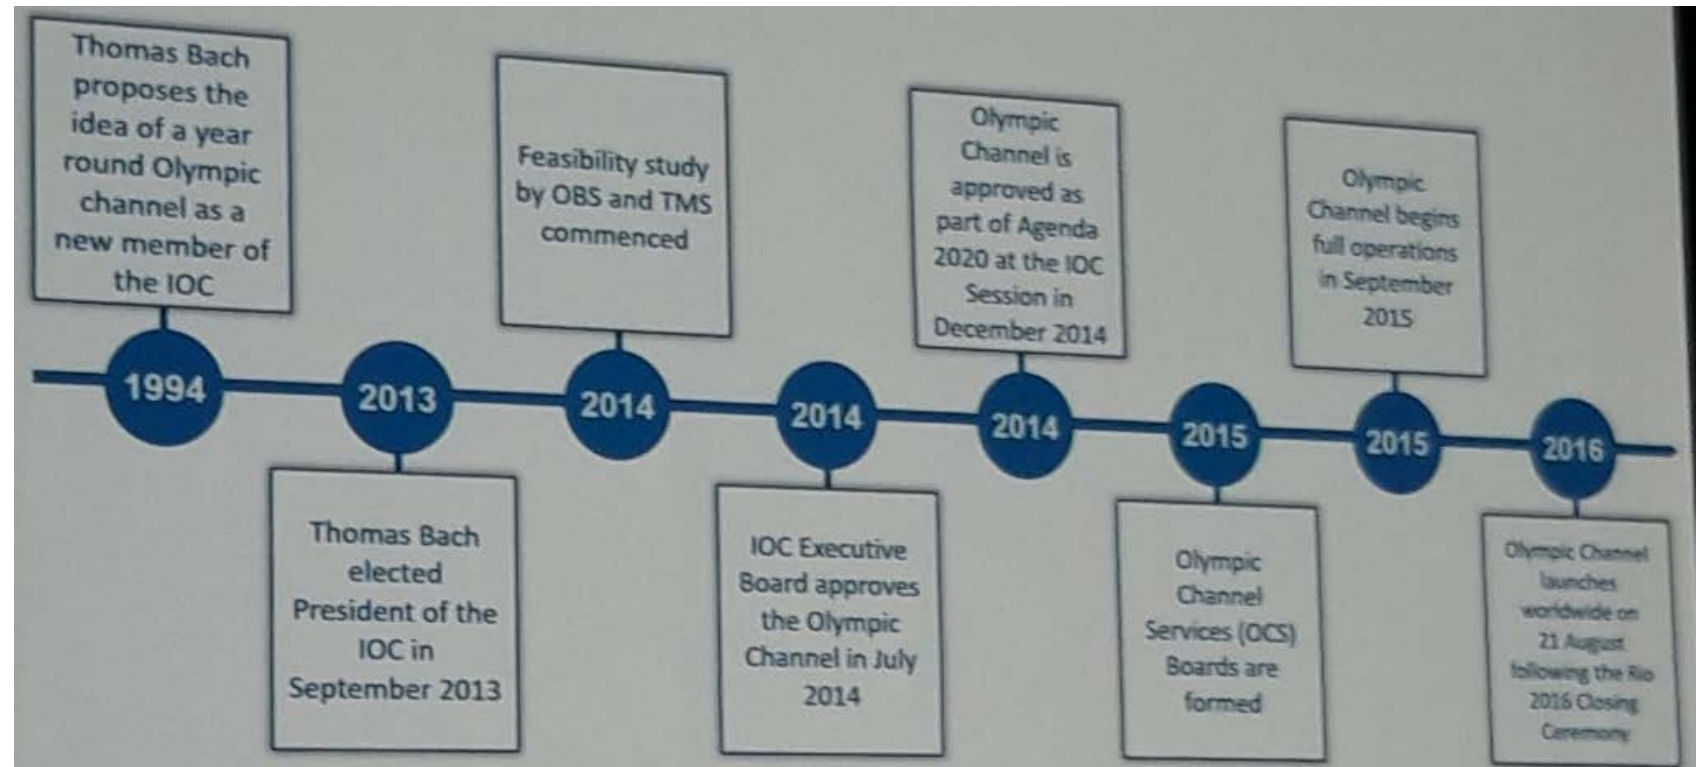 Thomas Bach
proposes the
idea of a year
round Olympic
channel as a
new member of
the IOC
1994
2013
Thomas Bach
elected
President of the
IOC in
September 2013
Feasibility study
by OBS and TMS
commenced
2014
2014
IOC Executive
Board approves
the Olympic
Channel in July
2014
Olympic
Channel is
approved as
part of Agenda
2020 at the IOC
Session in
December 2014
2014
2015
Olympic
Channel
Services (OCS)
Boards are
formed
Olympic
Channel begins
full operations
in September
2015
2015
2016
Olympic Channel
launches
worldwide on
21 August
following the Rio
2016 Closing
Ceremony